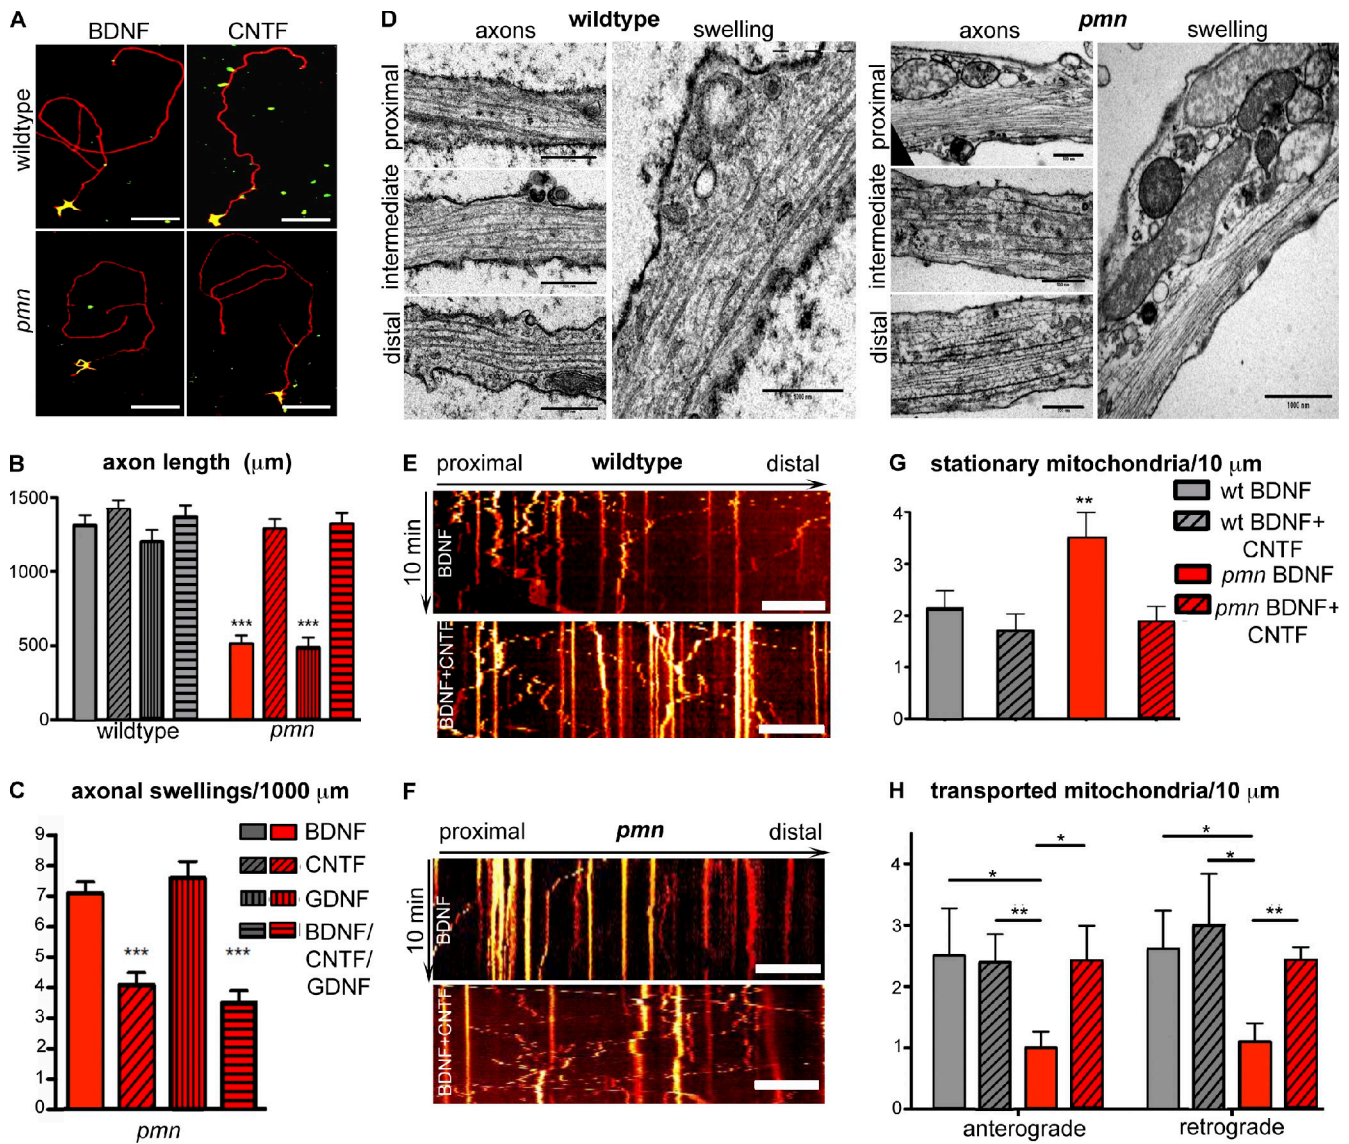 A
BDNF
CNTF
wildtype
pmn
D
wildtype
pmn
axons
swelling
axons
swelling
proximal
intermediate
distal
proximal
intermediate
distal
1000 nm
B
axon length (μm)
1500
1000
500
0
***
***
wildtype
pmn
C
axonal swellings/1000 μm
9
8
7
6
5
4
3
2
1
0
***
***
pmn
BDNF
CNTF
GDNF
BDNF/
CNTF/
GDNF
E
proximal
wildtype
distal
10 min
BDNF
BDNF+CNTF
F
proximal
pmn
distal
10 min
BDNF
BDNF+CNTF
G
stationary mitochondria/10 μm
4
3
2
1
0
**
wt BDNF
wt BDNF+
CNTF
pmn BDNF
pmn BDNF+
CNTF
H
transported mitochondria/10 μm
4
3
2
1
0
*
**
*
*
*
**
anterograde
retrograde